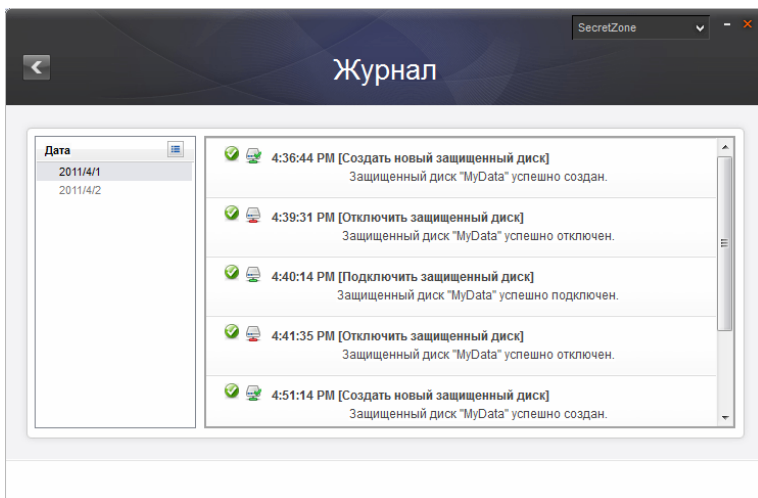 SecretZone
Журнал
Дата
2011/4/1
2011/4/2
4:36:44 PM [Создать новый защищенный диск]
Защищенный диск "MyData" успешно создан.
4:39:31 PM [Отключить защищенный диск]
Защищенный диск "MyData" успешно отключен.
4:40:14 PM [Подключить защищенный диск]
Защищенный диск "MyData" успешно подключен.
4:41:35 PM [Отключить защищенный диск]
Защищенный диск "MyData" успешно отключен.
4:51:14 PM [Создать новый защищенный диск]
Защищенный диск "MyData" успешно создан.